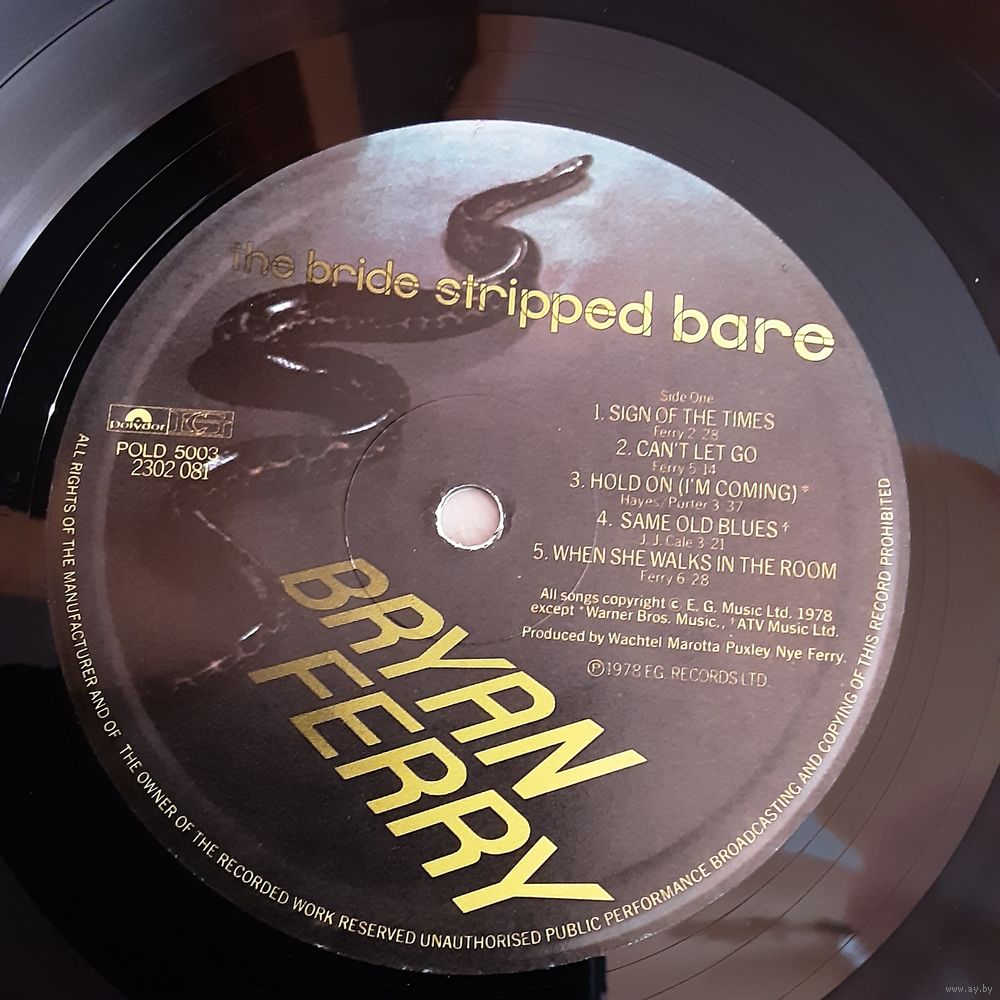 the bride stripped bare
polydor EG
POLD 5003
2302 081
Side One
1. SIGN OF THE TIMES
Ferry 2·28
2. CAN'T LET GO
Ferry 5·14
3. HOLD ON (I'M COMING)*
Hayes/Porter 3·37
4. SAME OLD BLUES†
J. J. Cale 3·21
5. WHEN SHE WALKS IN THE ROOM
Ferry 6·28
All songs copyright © E. G. Music Ltd. 1978
except *Warner Bros. Music., †ATV Music Ltd.
Produced by Wachtel Marotta Puxley Nye Ferry.
℗1978 E.G. RECORDS LTD.
BRYAN
FERRY
ALL RIGHTS OF THE MANUFACTURER AND OF THE OWNER OF THE RECORDED WORK RESERVED UNAUTHORISED PUBLIC PERFORMANCE BROADCASTING AND COPYING OF THIS RECORD PROHIBITED
www.ay.by